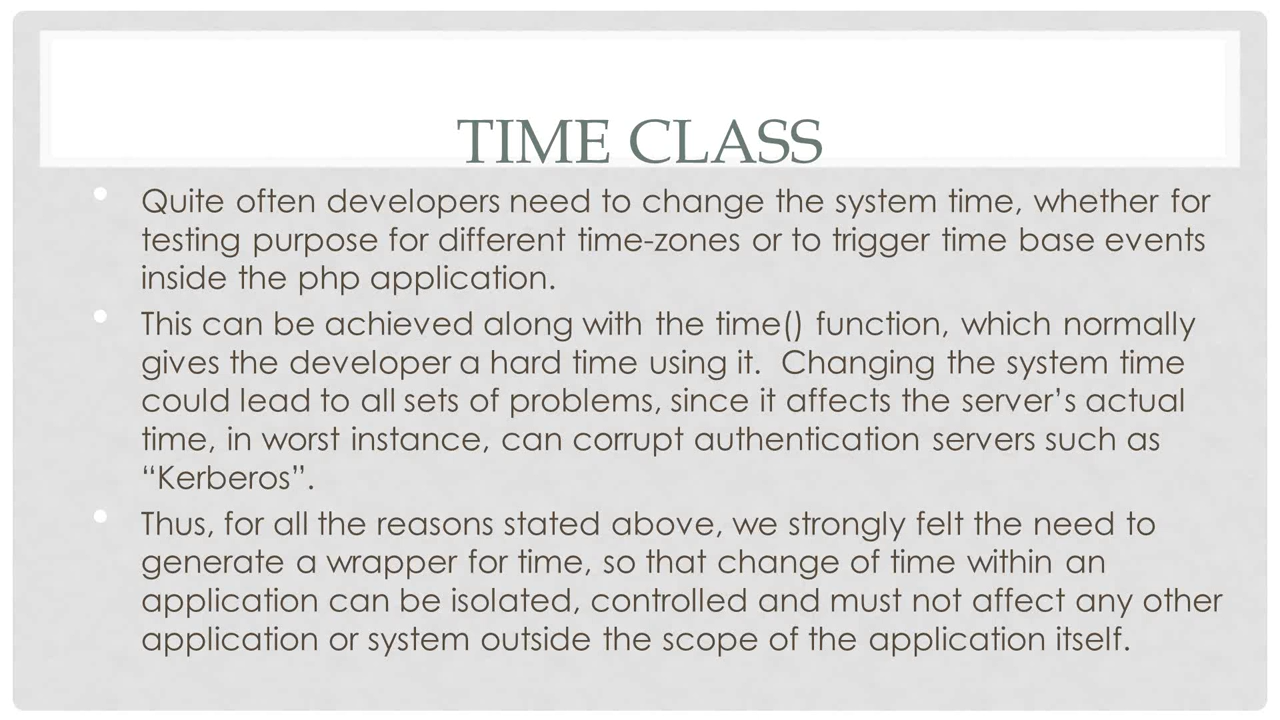 TIME CLASS
• Quite often developers need to change the system time, whether for
testing purpose for different time-zones or to trigger time base events
inside the php application.
• This can be achieved along with the time() function, which normally
gives the developer a hard time using it.  Changing the system time
could lead to all sets of problems, since it affects the server’s actual
time, in worst instance, can corrupt authentication servers such as
“Kerberos”.
• Thus, for all the reasons stated above, we strongly felt the need to
generate a wrapper for time, so that change of time within an
application can be isolated, controlled and must not affect any other
application or system outside the scope of the application itself.